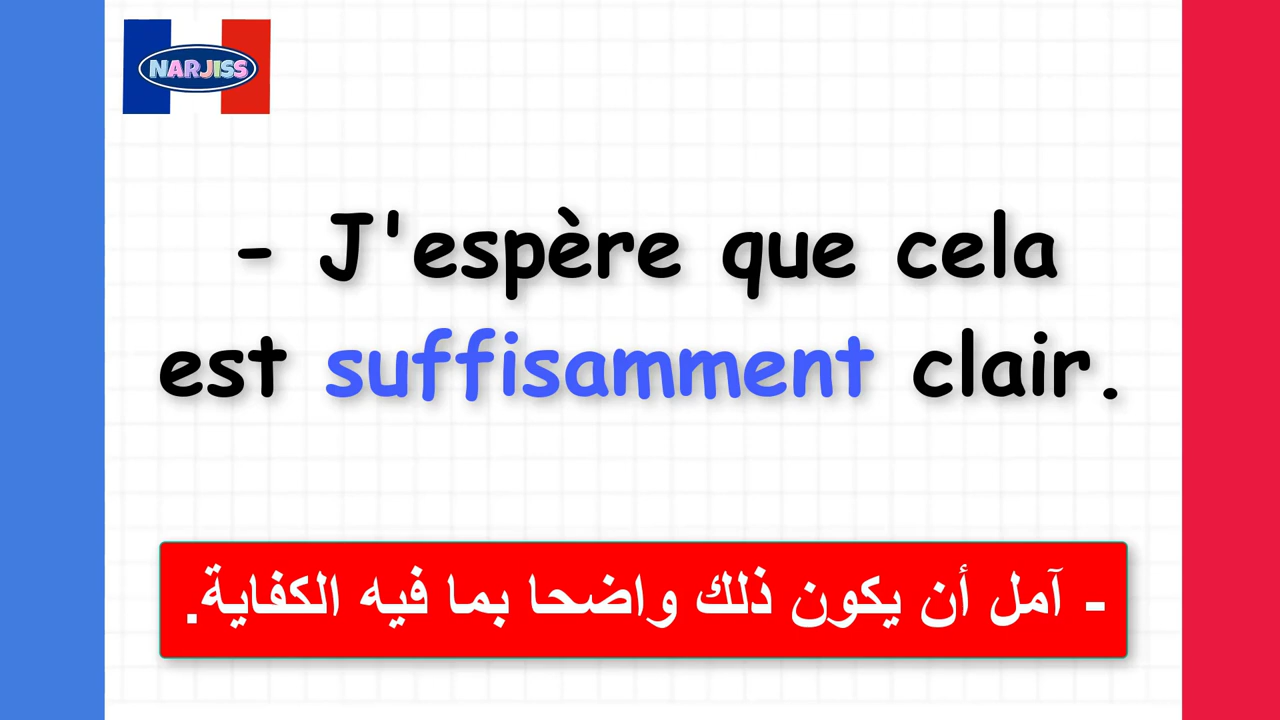 NARJISS
- J'espère que cela
est suffisamment clair.
- آمل أن يكون ذلك واضحا بما فيه الكفاية.